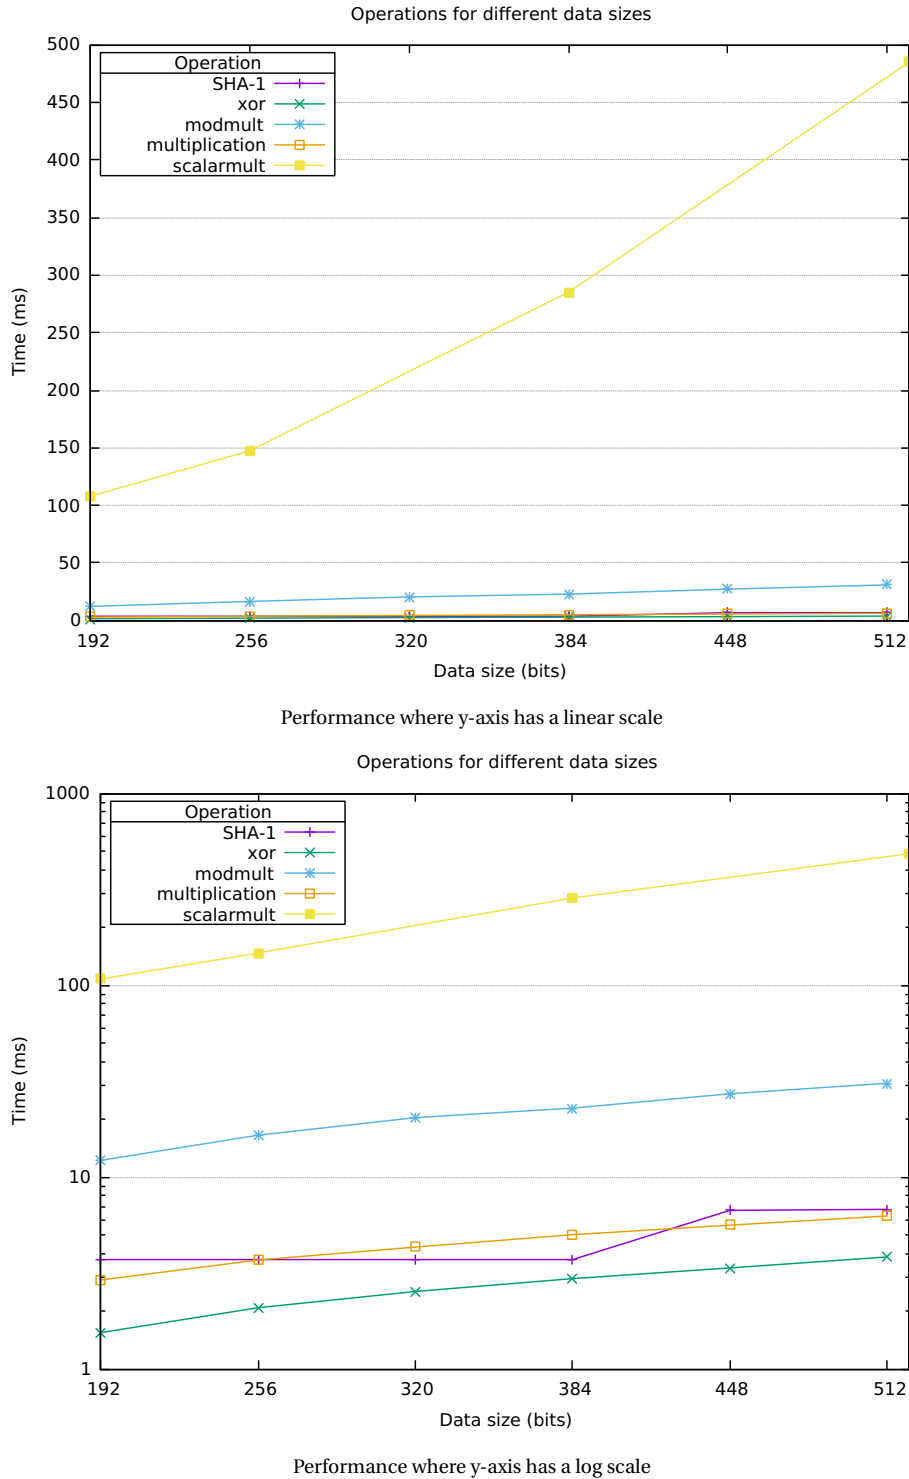 Operations for different data sizes
500
450
400
350
300
250
200
150
100
50
0
Time (ms)
Operation
SHA-1
xor
modmult
multiplication
scalarmult
192 256 320 384 448 512
Data size (bits)
Performance where y-axis has a linear scale
Operations for different data sizes
1000
100
10
1
Time (ms)
Operation
SHA-1
xor
modmult
multiplication
scalarmult
192 256 320 384 448 512
Data size (bits)
Performance where y-axis has a log scale